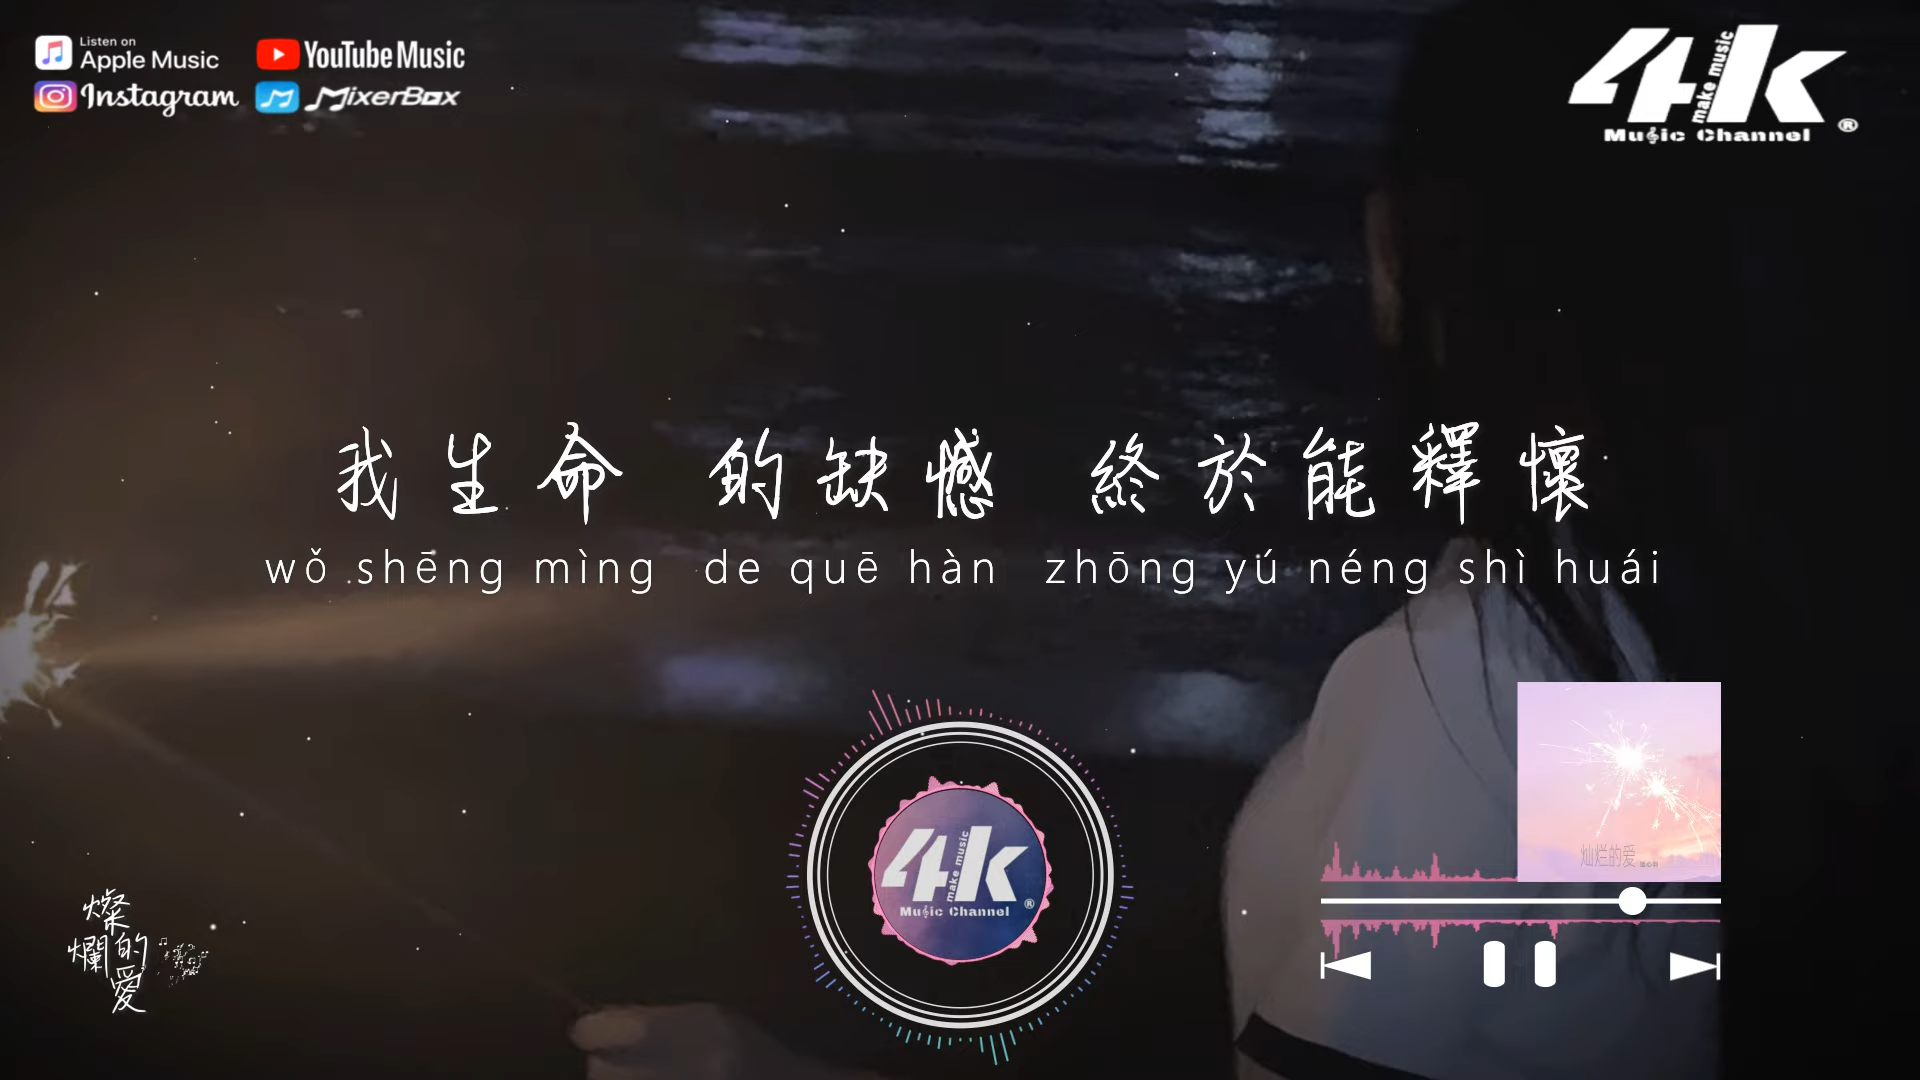 Listen on
Apple Music
YouTube Music
Instagram
MixerBox
4k
make music
Music Channel
®
我生命 的缺憾 終於能釋懷
wǒ shēng mìng de quē hàn zhōng yú néng shì huái
4k
make music
Music Channel
®
灿烂的爱
燦爛的愛